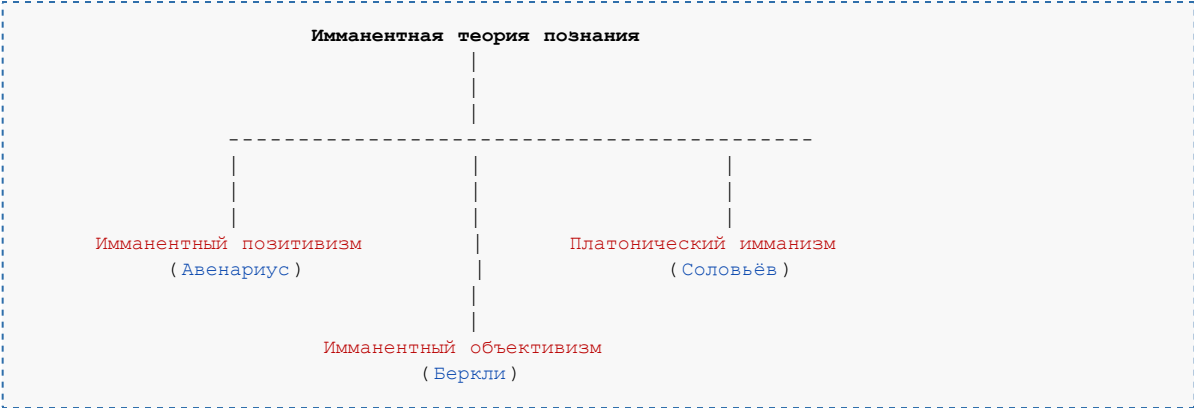 Имманентная теория познания
Имманентный позитивизм Платонический имманизм
(Авенариус) (Соловьёв)
Имманентный объективизм
(Беркли)